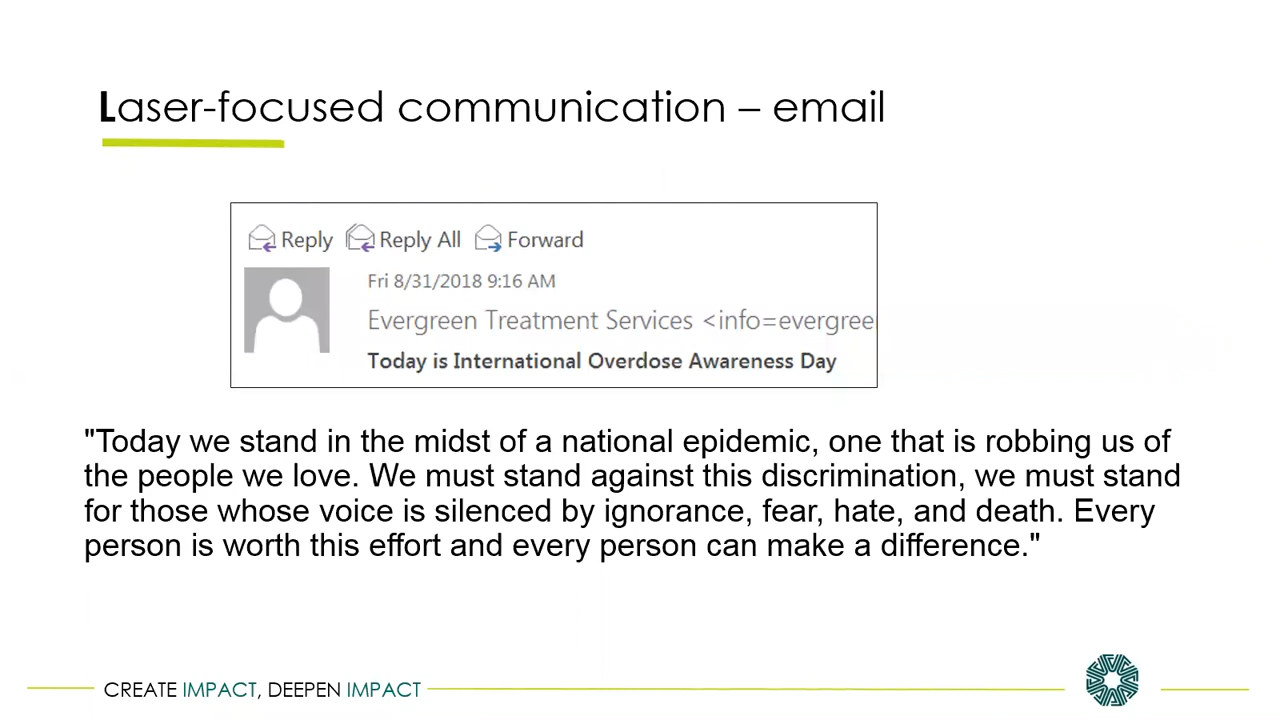 Laser-focused communication – email
Reply Reply All Forward
Fri 8/31/2018 9:16 AM
Evergreen Treatment Services <info=evergree
Today is International Overdose Awareness Day
"Today we stand in the midst of a national epidemic, one that is robbing us of
the people we love. We must stand against this discrimination, we must stand
for those whose voice is silenced by ignorance, fear, hate, and death. Every
person is worth this effort and every person can make a difference."
CREATE IMPACT, DEEPEN IMPACT